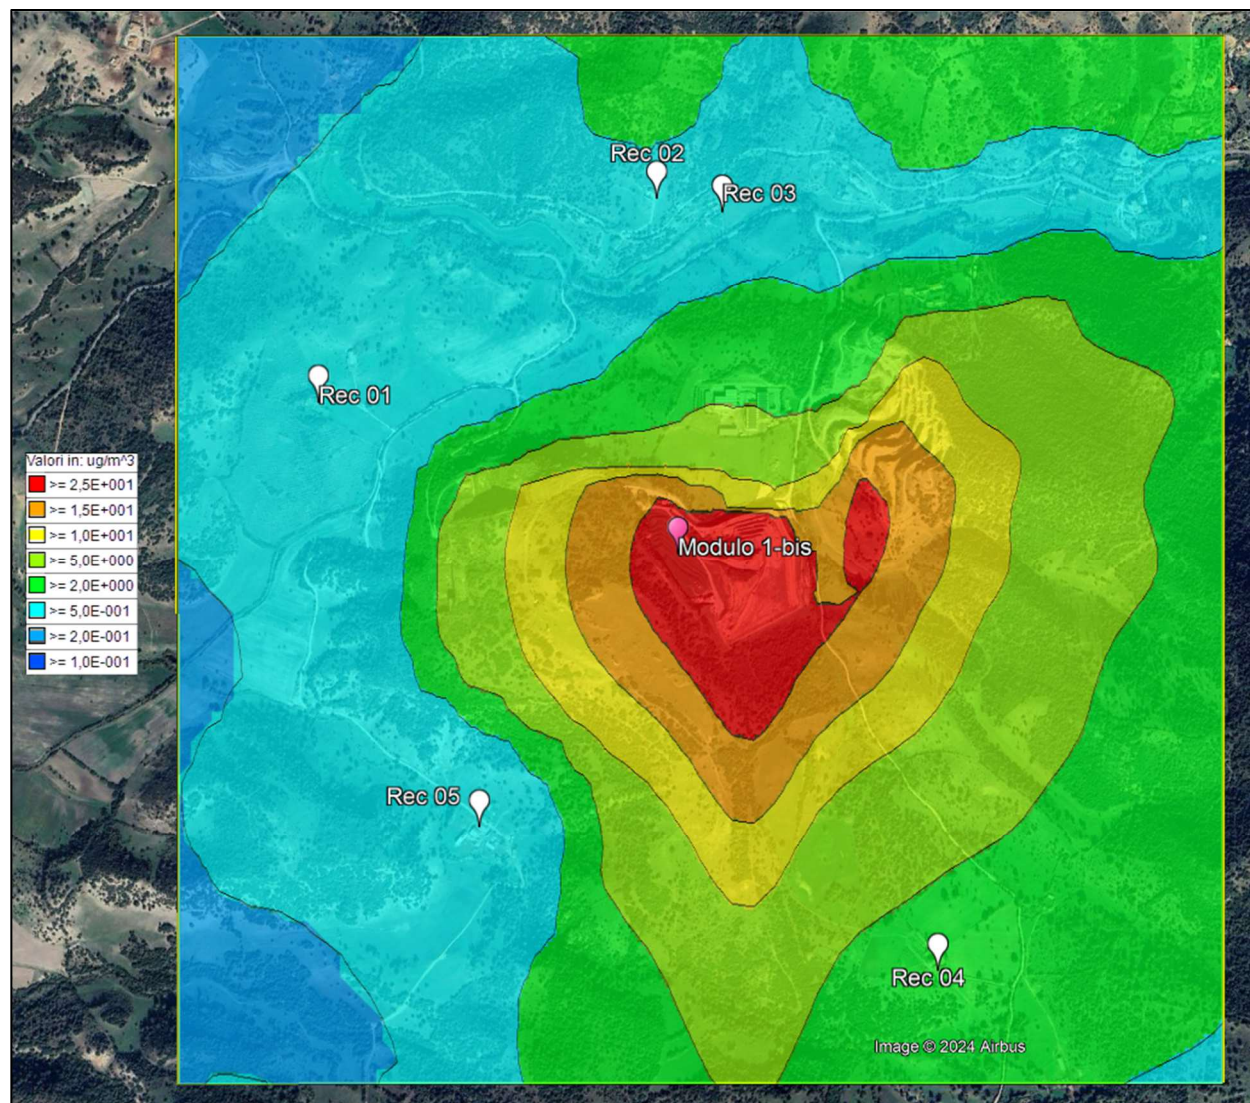 Rec 02
Rec 03
Rec 01
Valori in: ug/m^3
>= 2,5E+001
>= 1,5E+001
>= 1,0E+001
>= 5,0E+000
>= 2,0E+000
>= 5,0E-001
>= 2,0E-001
>= 1,0E-001
Modulo 1-bis
Rec 05
Rec 04
Image © 2024 Airbus